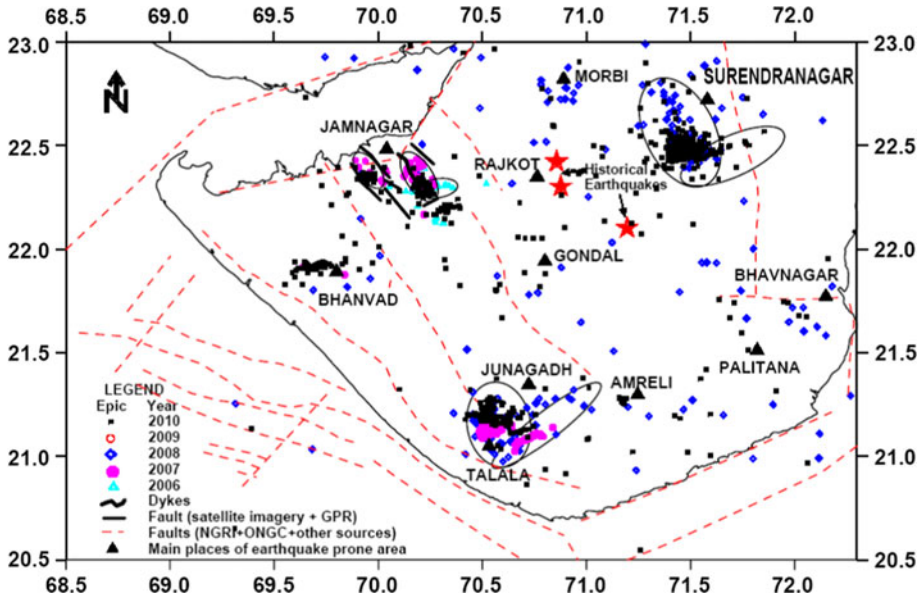 68.5 69.0 69.5 70.0 70.5 71.0 71.5 72.0
23.0 23.0
N
MORBI
SURENDRANAGAR
JAMNAGAR
22.5 22.5
RAJKOT
Historical
Earthquakes
22.0 22.0
GONDAL
BHAVNAGAR
BHANVAD
21.5 21.5
JUNAGADH
PALITANA
AMRELI
LEGEND
Epic Year
2010
2009
2008
21.0 21.0
2007
TALALA
2006
Dykes
Fault (satellite imagery + GPR)
Faults (NGRI+ONGC+other sources)
Main places of earthquake prone area
20.5 20.5
68.5 69.0 69.5 70.0 70.5 71.0 71.5 72.0